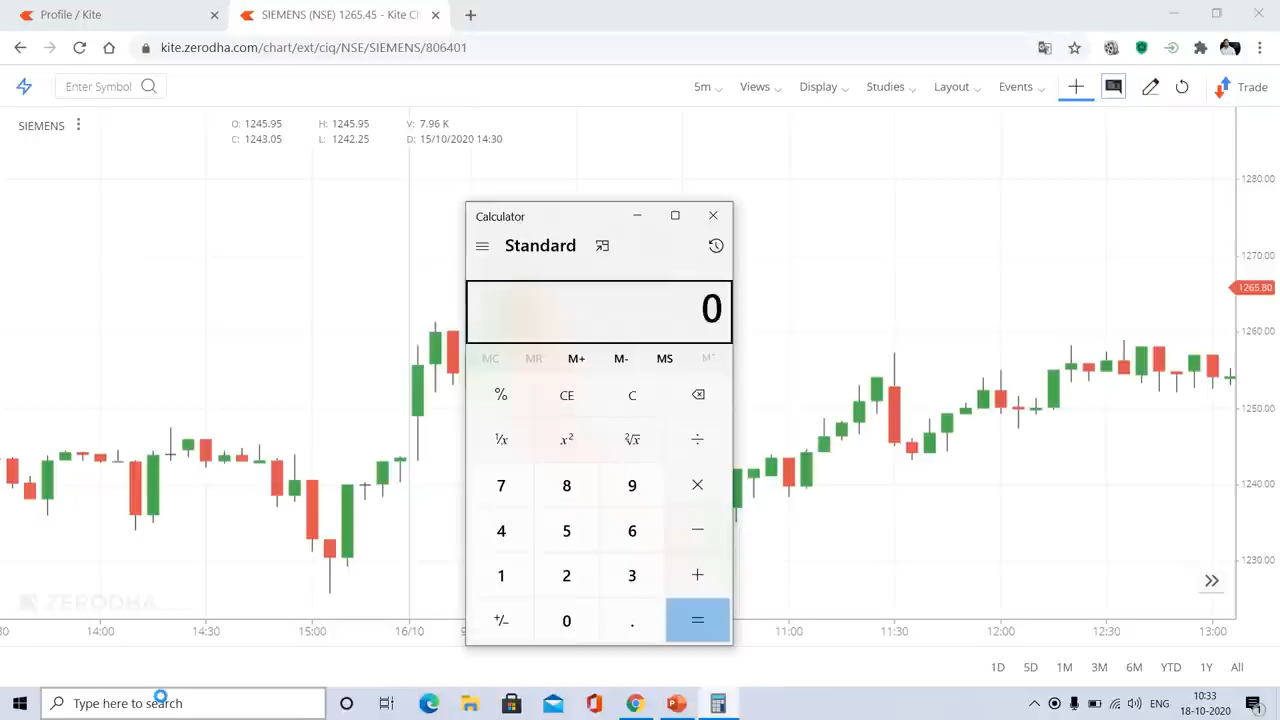 Profile / Kite
SIEMENS (NSE) 1265.45 - Kite Ch
kite.zerodha.com/chart/ext/ciq/NSE/SIEMENS/806401
Enter Symbol
5m Views Display Studies Layout Events Trade
SIEMENS
O: 1245.95 H: 1245.95 V: 7.96 K
C: 1243.05 L: 1242.25 D: 15/10/2020 14:30
1280.00
1270.00
1265.80
1260.00
1250.00
1240.00
1230.00
Calculator
Standard
0
MC MR M+ M- MS M˅
% CE C
¹/x x² ²√x ÷
7 8 9 ×
4 5 6 −
1 2 3 +
+/− 0 . =
ZERODHA
14:00 14:30 15:00 16/10 9 11:00 11:30 12:00 12:30 13:00
1D 5D 1M 3M 6M YTD 1Y All
Type here to search
ENG
10:33
18-10-2020
1